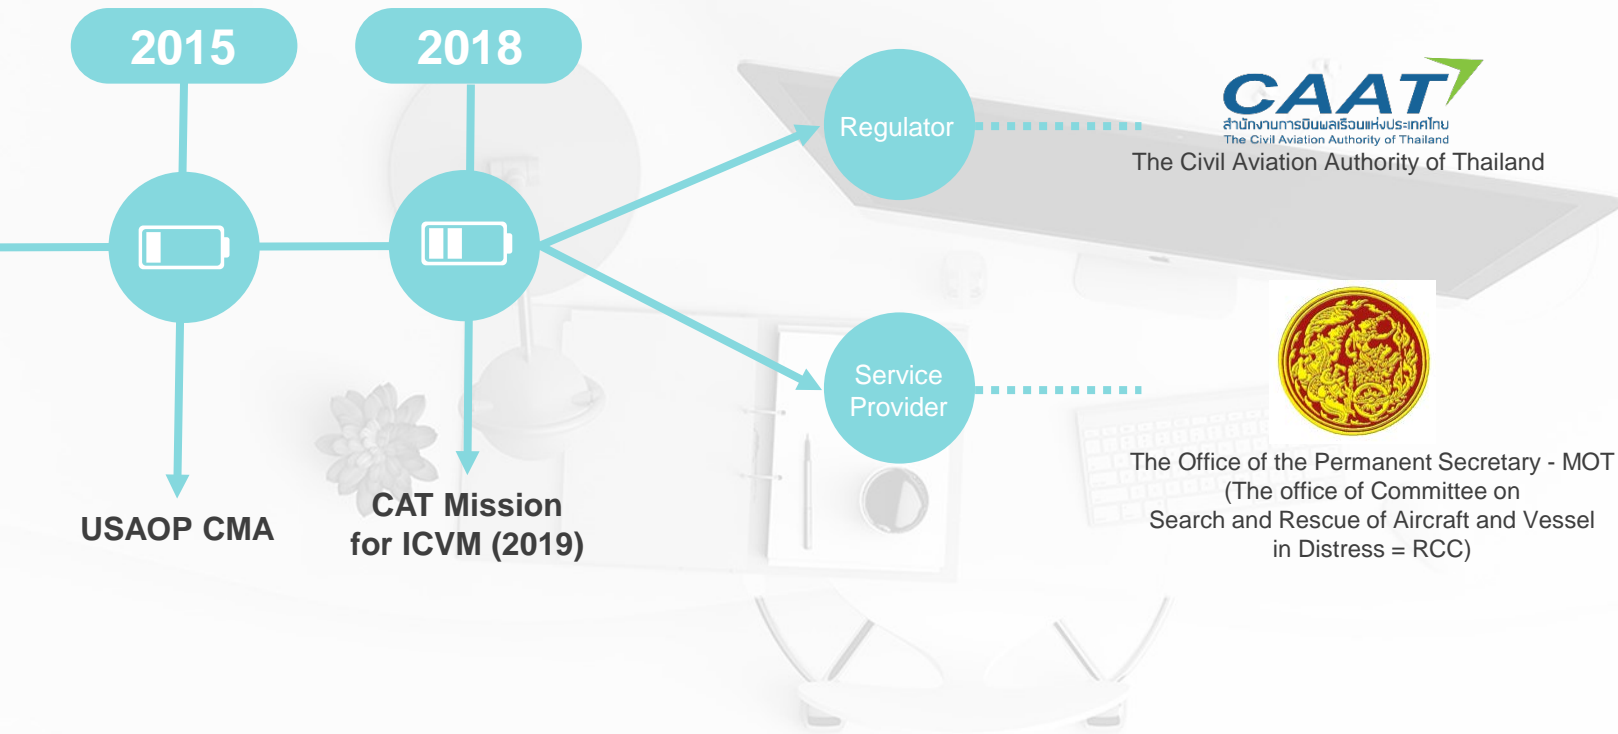 2015
2018
Regulator
CAAT
สำนักงานการบินพลเรือนแห่งประเทศไทย
The Civil Aviation Authority of Thailand
The Civil Aviation Authority of Thailand
Service
Provider
The Office of the Permanent Secretary - MOT
(The office of Committee on
Search and Rescue of Aircraft and Vessel
in Distress = RCC)
USAOP CMA
CAT Mission
for ICVM (2019)